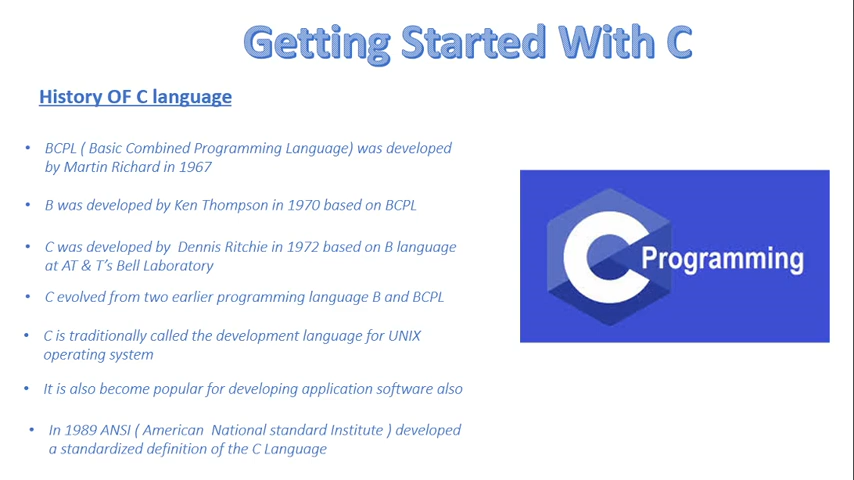 Getting Started With C
History OF C language
• BCPL ( Basic Combined Programming Language) was developed
by Martin Richard in 1967
• B was developed by Ken Thompson in 1970 based on BCPL
• C was developed by  Dennis Ritchie in 1972 based on B language
at AT & T's Bell Laboratory
• C evolved from two earlier programming language B and BCPL
• C is traditionally called the development language for UNIX
operating system
• It is also become popular for developing application software also
• In 1989 ANSI ( American  National standard Institute ) developed
a standardized definition of the C Language
C Programming